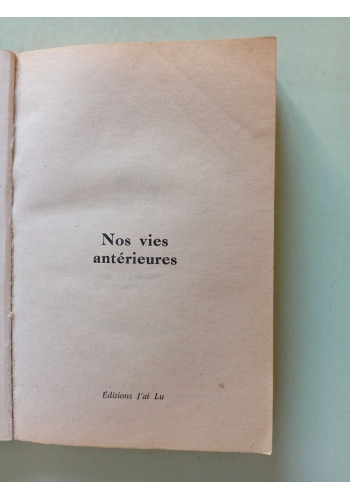 Nos vies
antérieures
Éditions J'ai Lu